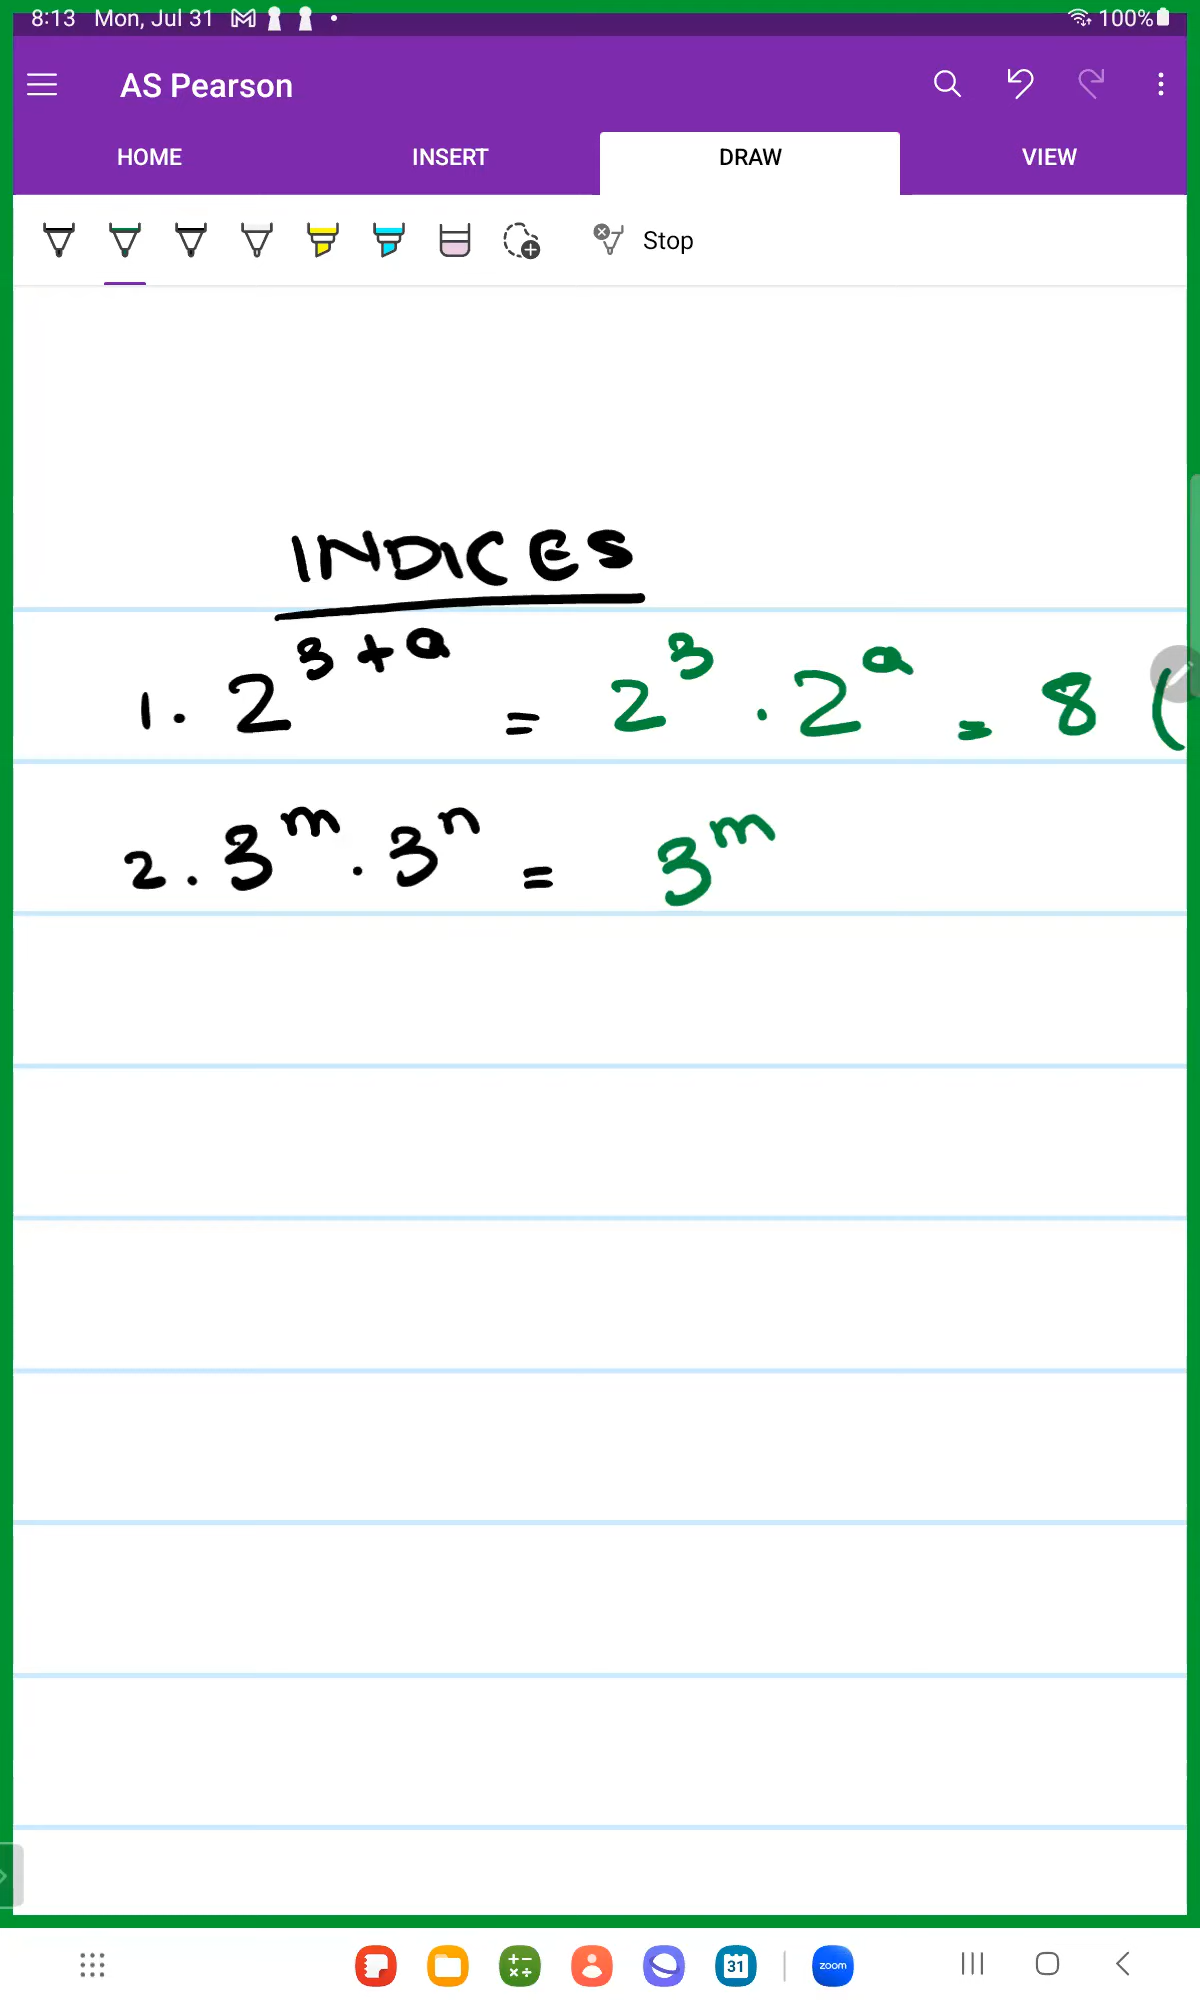 8:13 Mon, Jul 31 100%
AS Pearson
HOME INSERT DRAW VIEW
Stop
INDICES
1. 2^{3+a} = 2^3 . 2^a = 8 (
2. 3^m . 3^n = 3^m
31 zoom